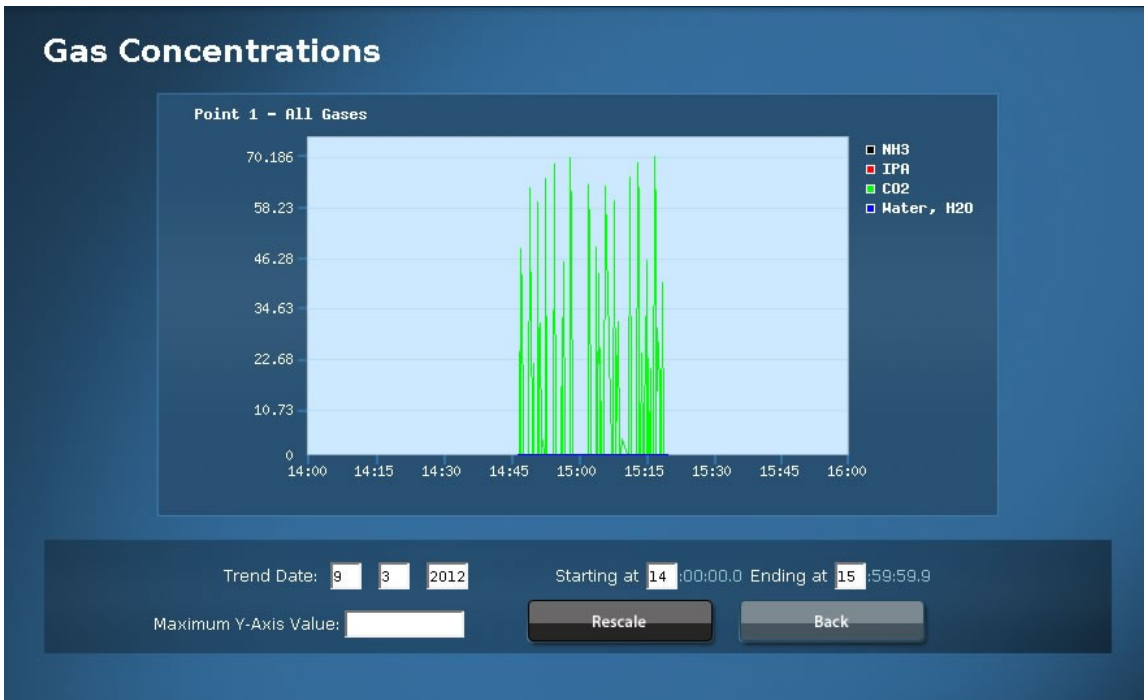 Gas Concentrations
Point 1 - All Gases
70.186
58.23
46.28
34.63
22.68
10.73
0
14:00 14:15 14:30 14:45 15:00 15:15 15:30 15:45 16:00
NH3
IPA
CO2
Water, H2O
Trend Date: 9 3 2012 Starting at 14 :00:00.0 Ending at 15 :59:59.9
Maximum Y-Axis Value: Rescale Back